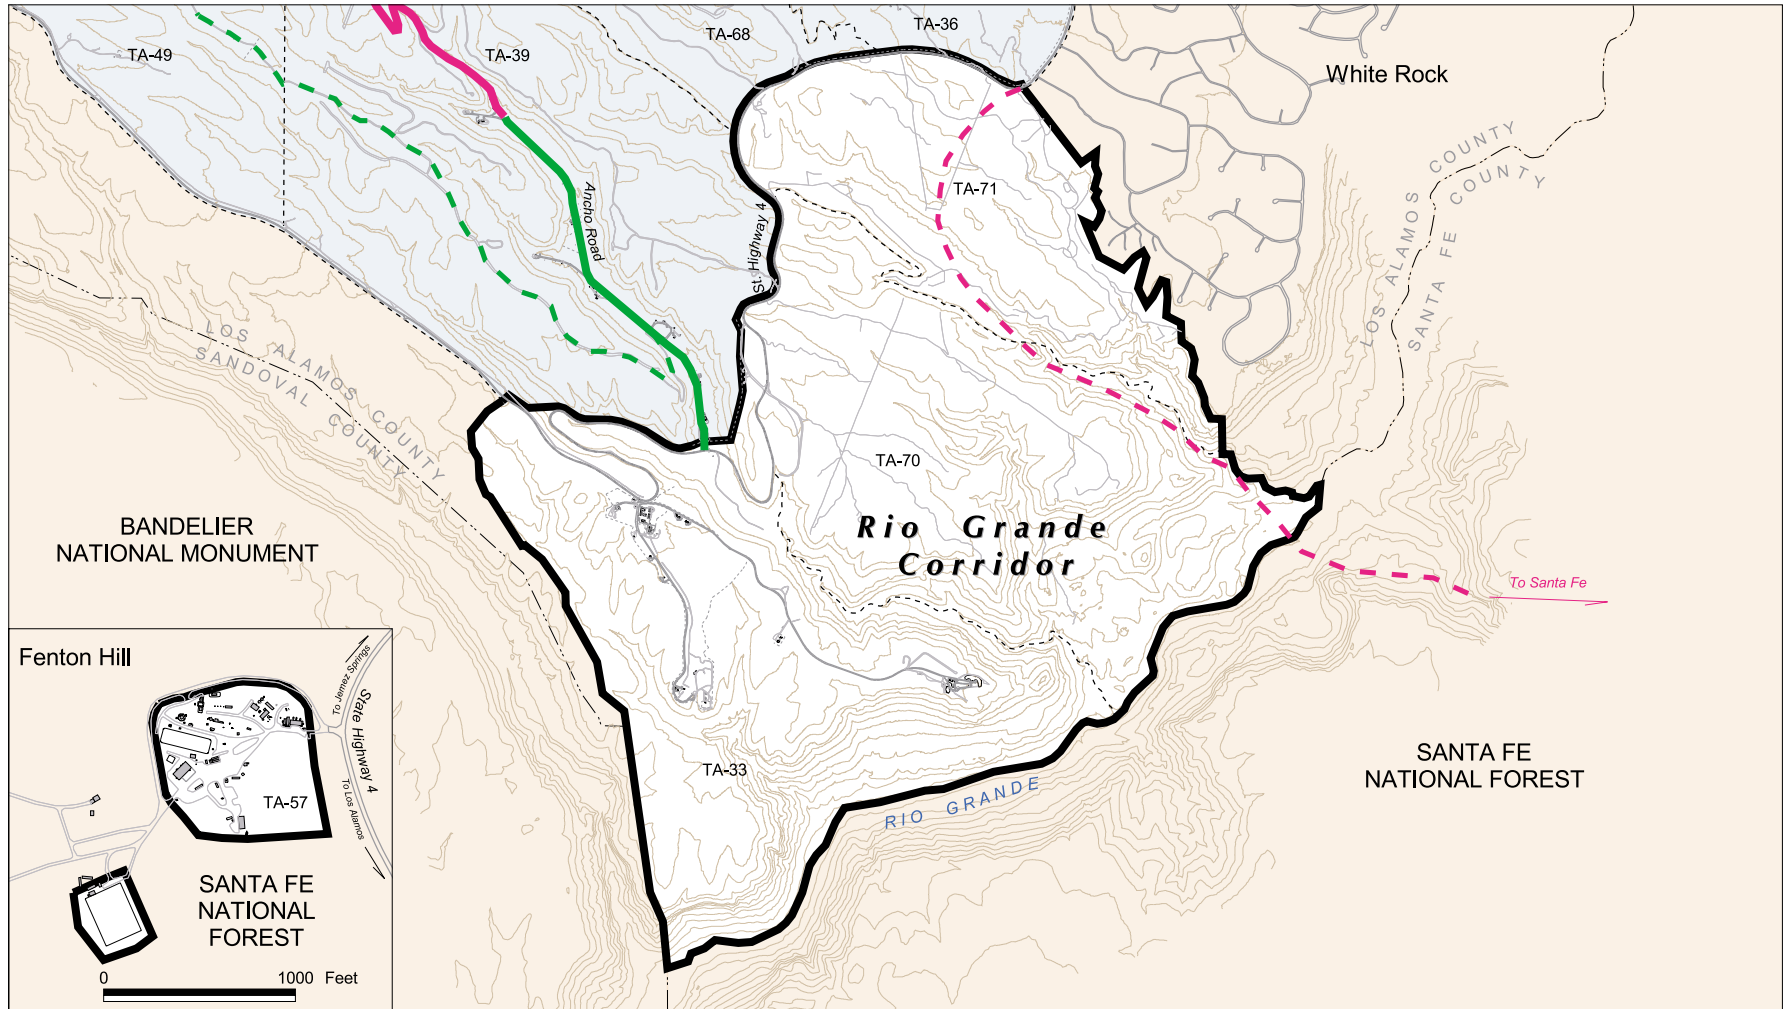 TA-36
TA-68
TA-49
TA-39
White Rock
TA-71
Ancho Road
St. Highway 4
LOS ALAMOS COUNTY
SANTA FE COUNTY
LOS ALAMOS COUNTY
SANDOVAL COUNTY
TA-70
Rio Grande
Corridor
BANDELIER
NATIONAL MONUMENT
To Santa Fe
Fenton Hill
To Jemez Springs
State Highway 4
To Los Alamos
TA-57
TA-33
RIO GRANDE
SANTA FE
NATIONAL FOREST
SANTA FE
NATIONAL
FOREST
0 1000 Feet